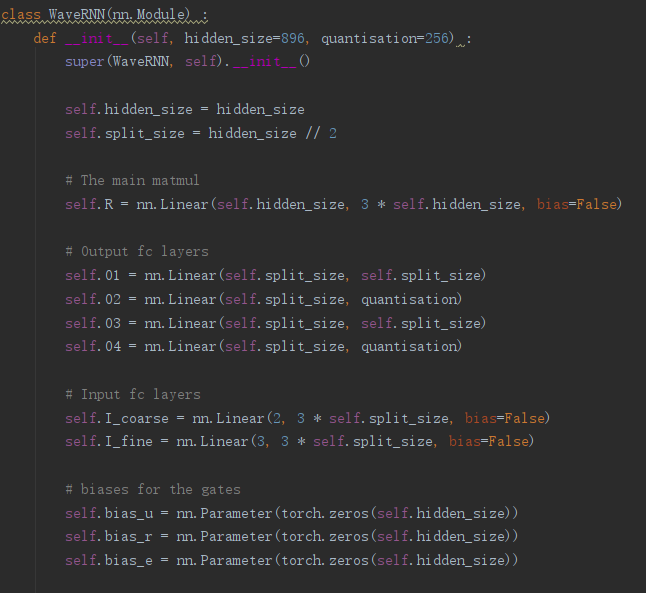 class WaveRNN(nn.Module) :
    def __init__(self, hidden_size=896, quantisation=256) :
        super(WaveRNN, self).__init__()

        self.hidden_size = hidden_size
        self.split_size = hidden_size // 2

        # The main matmul
        self.R = nn.Linear(self.hidden_size, 3 * self.hidden_size, bias=False)

        # Output fc layers
        self.O1 = nn.Linear(self.split_size, self.split_size)
        self.O2 = nn.Linear(self.split_size, quantisation)
        self.O3 = nn.Linear(self.split_size, self.split_size)
        self.O4 = nn.Linear(self.split_size, quantisation)

        # Input fc layers
        self.I_coarse = nn.Linear(2, 3 * self.split_size, bias=False)
        self.I_fine = nn.Linear(3, 3 * self.split_size, bias=False)

        # biases for the gates
        self.bias_u = nn.Parameter(torch.zeros(self.hidden_size))
        self.bias_r = nn.Parameter(torch.zeros(self.hidden_size))
        self.bias_e = nn.Parameter(torch.zeros(self.hidden_size))